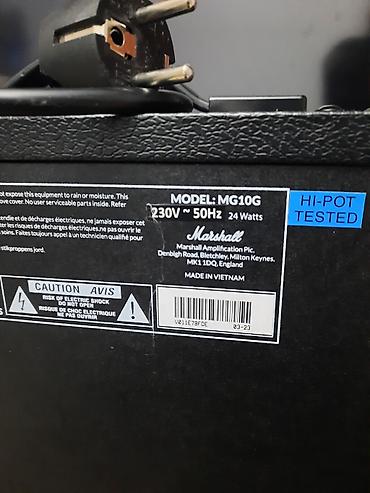 t expose this equipment to rain or moisture. This
ove cover. No user serviceable parts inside. Refer
MODEL: MG10G
230V ~ 50Hz 24 Watts
HI-POT
TESTED
endie et de décharges électriques, ne jamais exposer cet
ter les risques de décharges électriques.ne pas ouvrir le
soins. Faites toujours appel à un technicien qualifié pour
stikproppens jord.
Marshall
Marshall Amplification Plc.
Denbigh Road, Bletchley, Milton Keynes,
MK1 1DQ, England
MADE IN VIETNAM
CAUTION AVIS
RISK OF ELECTRIC SHOCK
DO NOT OPEN
RISQUE DE CHOC ELECTRIQUE
NE PAS OUVRIR
03-23